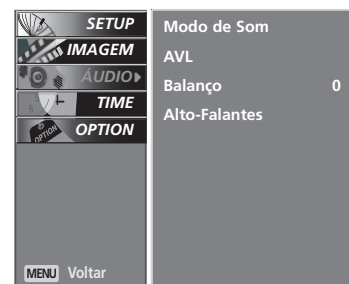 SETUP
IMAGEM
ÁUDIO
TIME
OPTION
MENU Voltar
Modo de Som
AVL
Balanço 0
Alto-Falantes